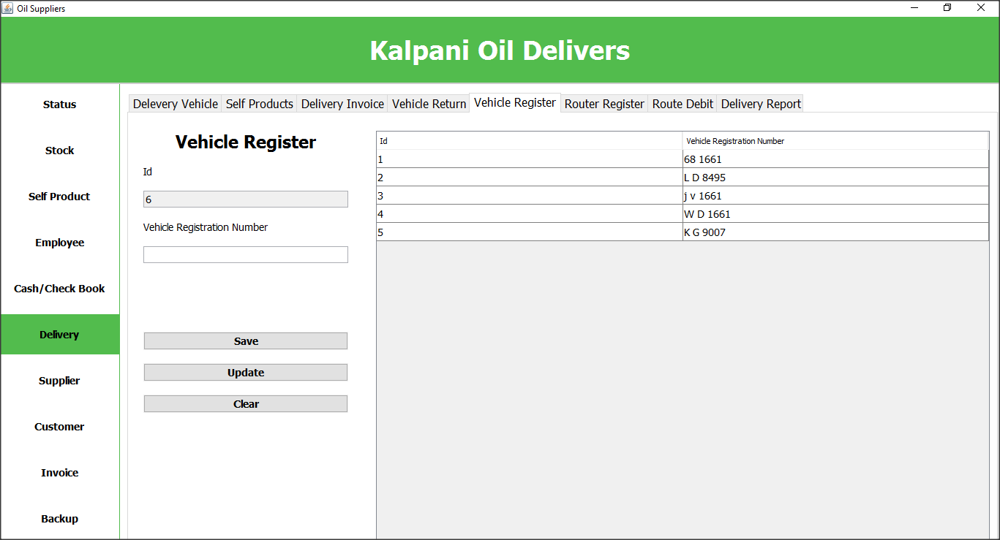 Oil Suppliers
Kalpani Oil Delivers
Status
Stock
Self Product
Employee
Cash/Check Book
Delivery
Supplier
Customer
Invoice
Backup
Delevery Vehicle Self Products Delivery Invoice Vehicle Return Vehicle Register Router Register Route Debit Delivery Report
Vehicle Register
Id
6
Vehicle Registration Number
Save
Update
Clear
Id Vehicle Registration Number
1 68 1661
2 L D 8495
3 j v 1661
4 W D 1661
5 K G 9007